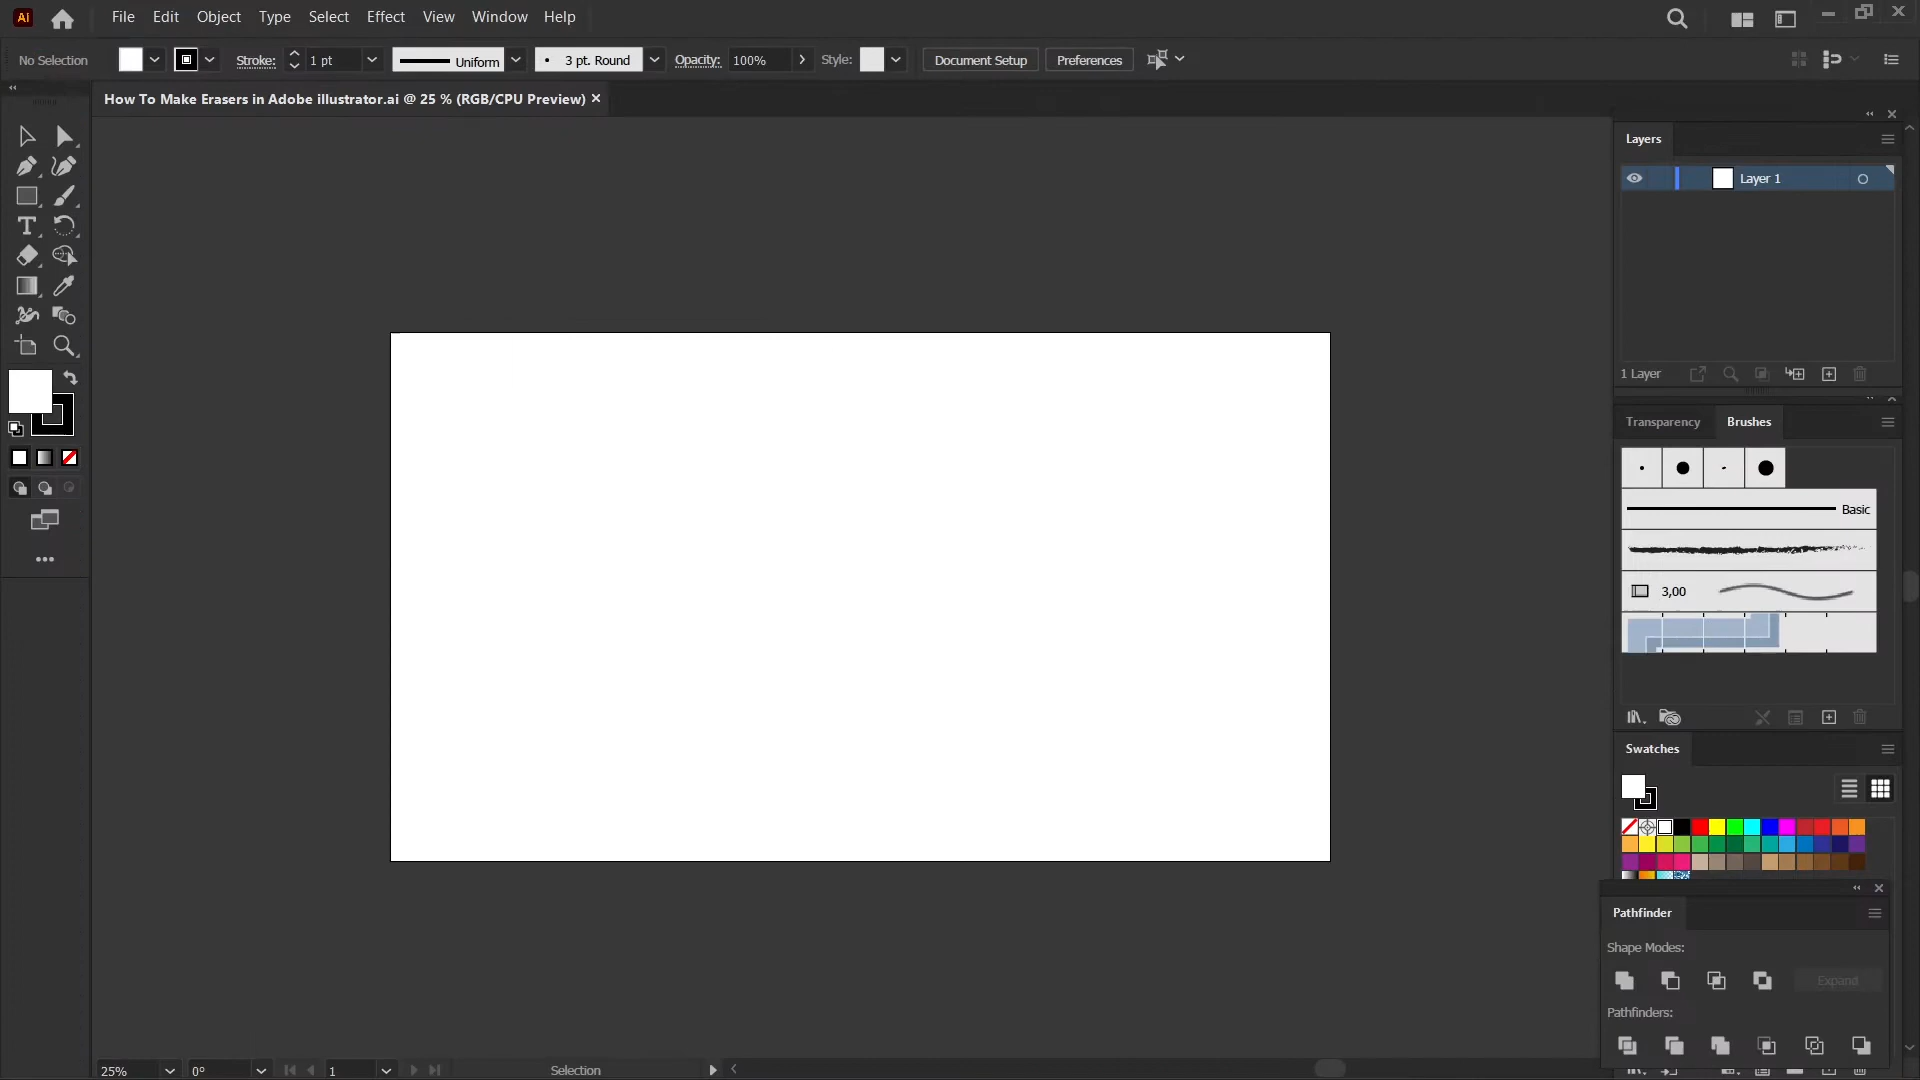 Ai File Edit Object Type Select Effect View Window Help
No Selection Stroke: 1 pt Uniform 3 pt. Round Opacity: 100% Style: Document Setup Preferences
How To Make Erasers in Adobe illustrator.ai @ 25 % (RGB/CPU Preview)
Layers
Layer 1
1 Layer
Transparency Brushes
Basic
3,00
Swatches
Pathfinder
Shape Modes:
Expand
Pathfinders:
25% 0° 1 Selection